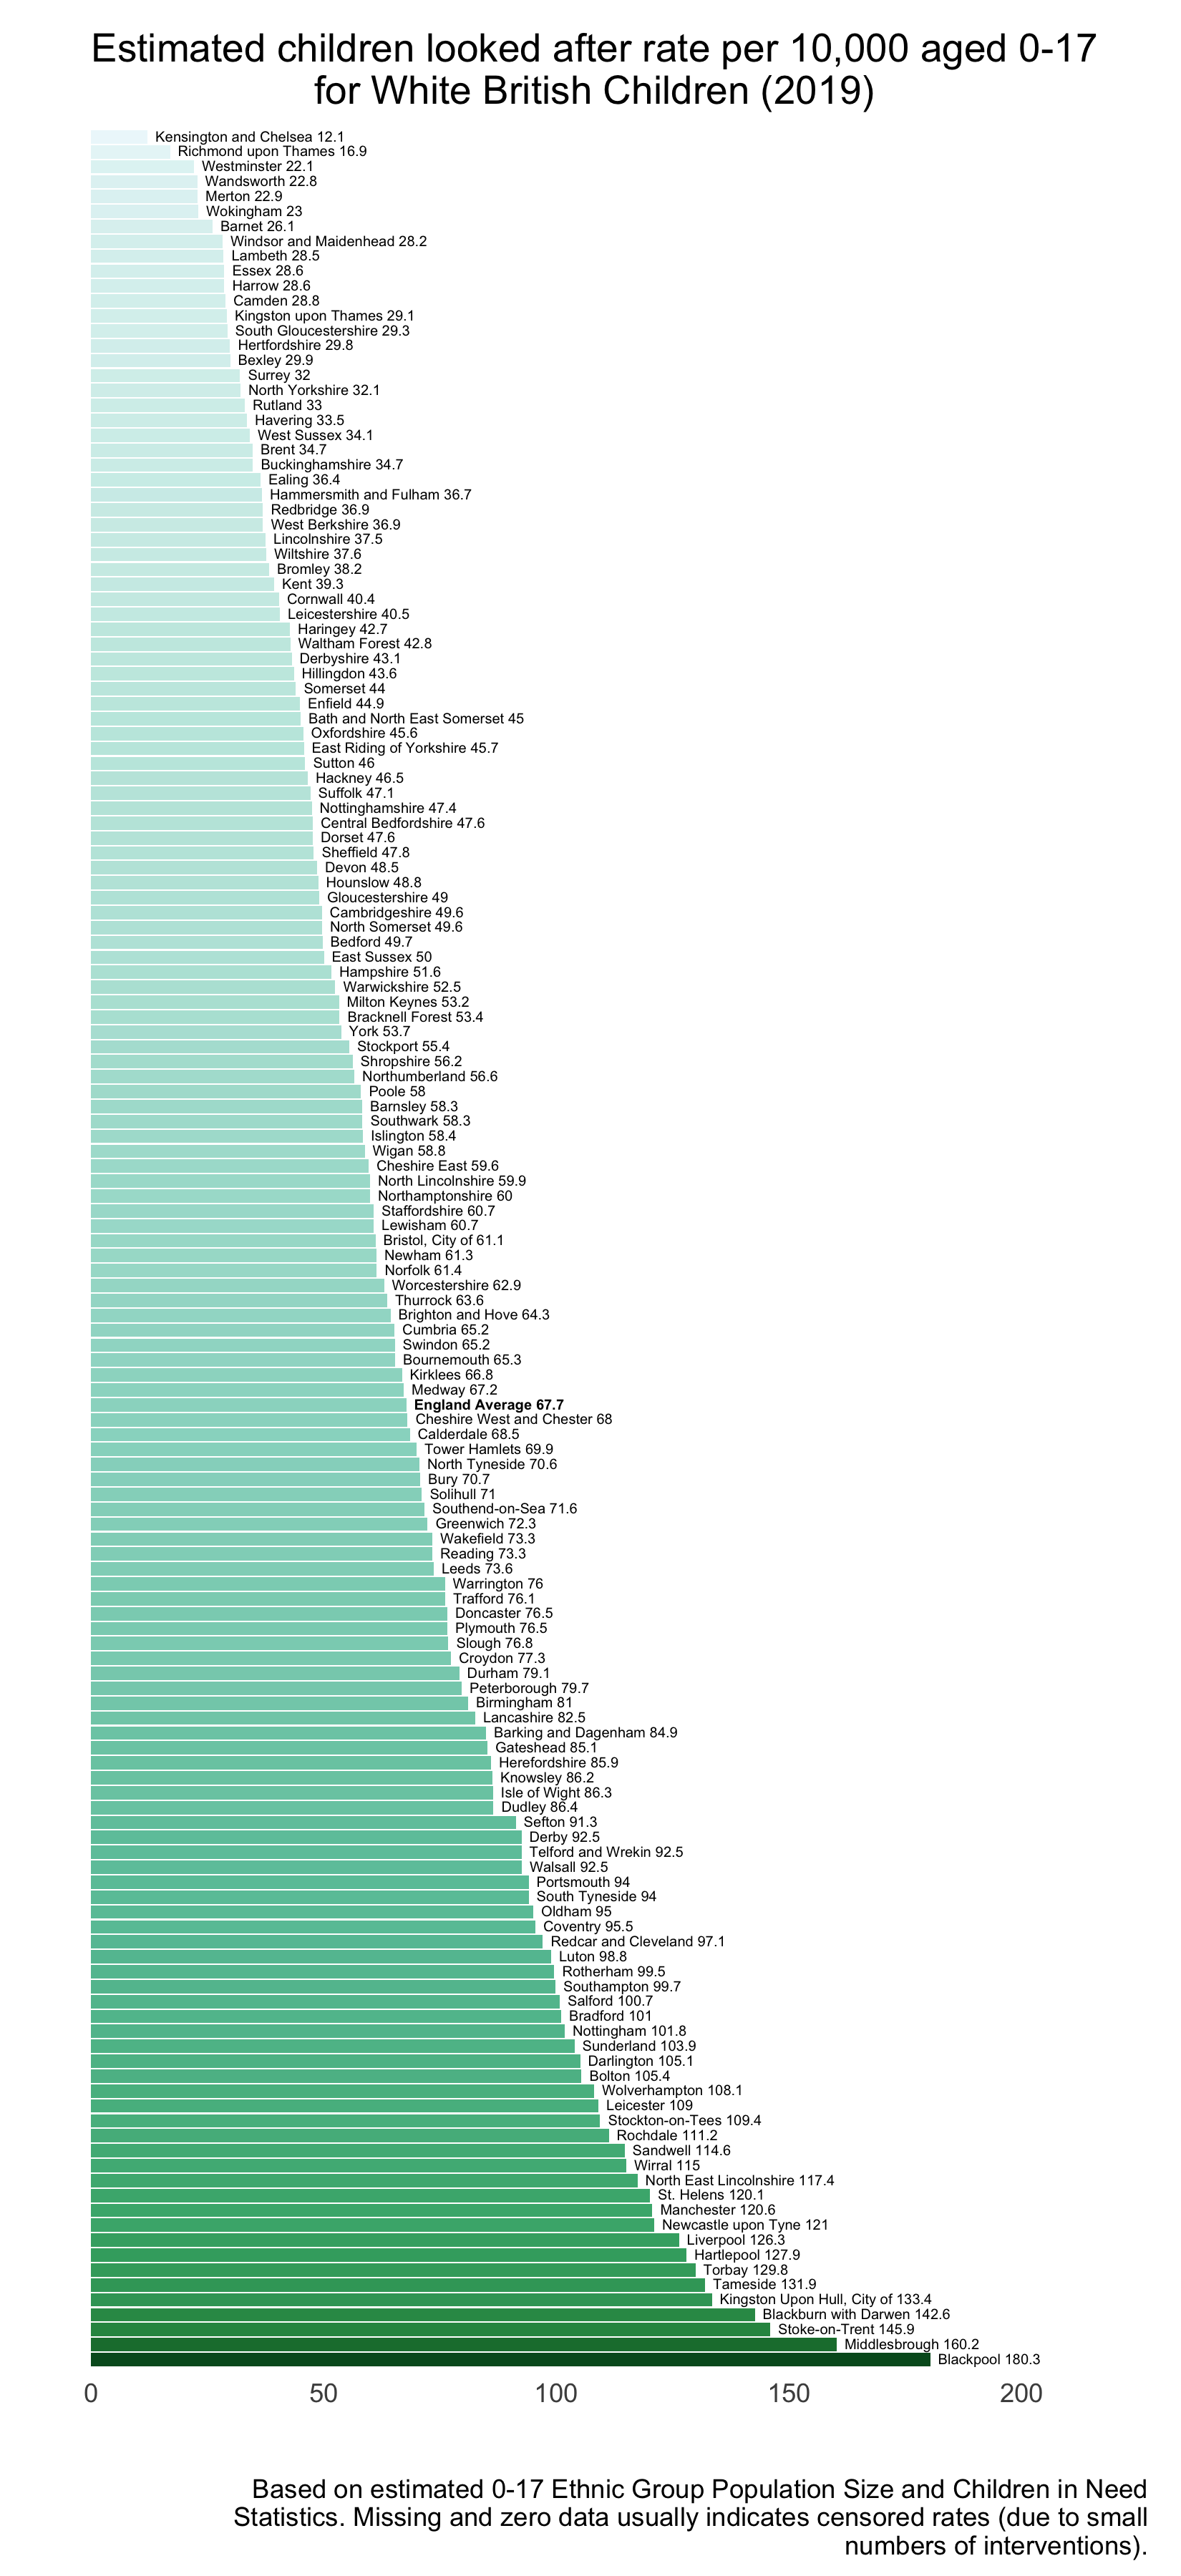 Estimated children looked after rate per 10,000 aged 0-17
for White British Children (2019)
Kensington and Chelsea 12.1
Richmond upon Thames 16.9
Westminster 22.1
Wandsworth 22.8
Merton 22.9
Wokingham 23
Barnet 26.1
Windsor and Maidenhead 28.2
Lambeth 28.5
Essex 28.6
Harrow 28.6
Camden 28.8
Kingston upon Thames 29.1
South Gloucestershire 29.3
Hertfordshire 29.8
Bexley 29.9
Surrey 32
North Yorkshire 32.1
Rutland 33
Havering 33.5
West Sussex 34.1
Brent 34.7
Buckinghamshire 34.7
Ealing 36.4
Hammersmith and Fulham 36.7
Redbridge 36.9
West Berkshire 36.9
Lincolnshire 37.5
Wiltshire 37.6
Bromley 38.2
Kent 39.3
Cornwall 40.4
Leicestershire 40.5
Haringey 42.7
Waltham Forest 42.8
Derbyshire 43.1
Hillingdon 43.6
Somerset 44
Enfield 44.9
Bath and North East Somerset 45
Oxfordshire 45.6
East Riding of Yorkshire 45.7
Sutton 46
Hackney 46.5
Suffolk 47.1
Nottinghamshire 47.4
Central Bedfordshire 47.6
Dorset 47.6
Sheffield 47.8
Devon 48.5
Hounslow 48.8
Gloucestershire 49
Cambridgeshire 49.6
North Somerset 49.6
Bedford 49.7
East Sussex 50
Hampshire 51.6
Warwickshire 52.5
Milton Keynes 53.2
Bracknell Forest 53.4
York 53.7
Stockport 55.4
Shropshire 56.2
Northumberland 56.6
Poole 58
Barnsley 58.3
Southwark 58.3
Islington 58.4
Wigan 58.8
Cheshire East 59.6
North Lincolnshire 59.9
Northamptonshire 60
Staffordshire 60.7
Lewisham 60.7
Bristol, City of 61.1
Newham 61.3
Norfolk 61.4
Worcestershire 62.9
Thurrock 63.6
Brighton and Hove 64.3
Cumbria 65.2
Swindon 65.2
Bournemouth 65.3
Kirklees 66.8
Medway 67.2
England Average 67.7
Cheshire West and Chester 68
Calderdale 68.5
Tower Hamlets 69.9
North Tyneside 70.6
Bury 70.7
Solihull 71
Southend-on-Sea 71.6
Greenwich 72.3
Wakefield 73.3
Reading 73.3
Leeds 73.6
Warrington 76
Trafford 76.1
Doncaster 76.5
Plymouth 76.5
Slough 76.8
Croydon 77.3
Durham 79.1
Peterborough 79.7
Birmingham 81
Lancashire 82.5
Barking and Dagenham 84.9
Gateshead 85.1
Herefordshire 85.9
Knowsley 86.2
Isle of Wight 86.3
Dudley 86.4
Sefton 91.3
Derby 92.5
Telford and Wrekin 92.5
Walsall 92.5
Portsmouth 94
South Tyneside 94
Oldham 95
Coventry 95.5
Redcar and Cleveland 97.1
Luton 98.8
Rotherham 99.5
Southampton 99.7
Salford 100.7
Bradford 101
Nottingham 101.8
Sunderland 103.9
Darlington 105.1
Bolton 105.4
Wolverhampton 108.1
Leicester 109
Stockton-on-Tees 109.4
Rochdale 111.2
Sandwell 114.6
Wirral 115
North East Lincolnshire 117.4
St. Helens 120.1
Manchester 120.6
Newcastle upon Tyne 121
Liverpool 126.3
Hartlepool 127.9
Torbay 129.8
Tameside 131.9
Kingston Upon Hull, City of 133.4
Blackburn with Darwen 142.6
Stoke-on-Trent 145.9
Middlesbrough 160.2
Blackpool 180.3
0 50 100 150 200
Based on estimated 0-17 Ethnic Group Population Size and Children in Need
Statistics. Missing and zero data usually indicates censored rates (due to small
numbers of interventions).